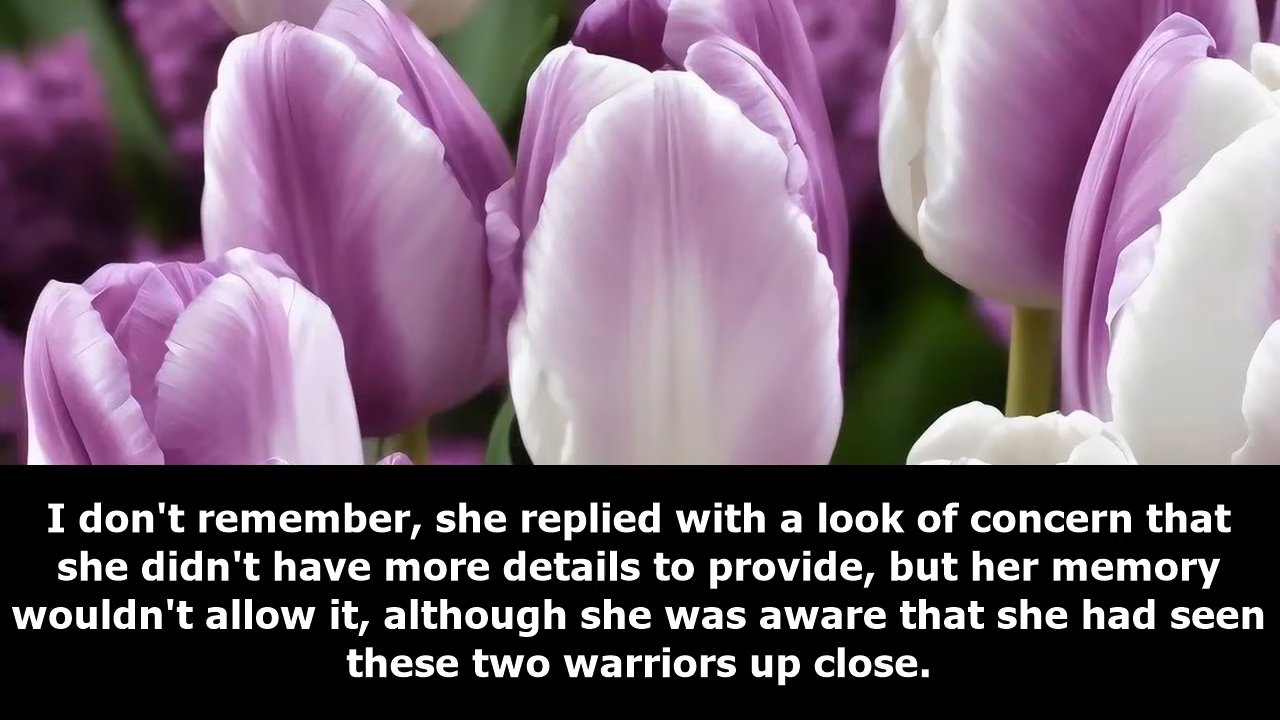 I don't remember, she replied with a look of concern that
she didn't have more details to provide, but her memory
wouldn't allow it, although she was aware that she had seen
these two warriors up close.